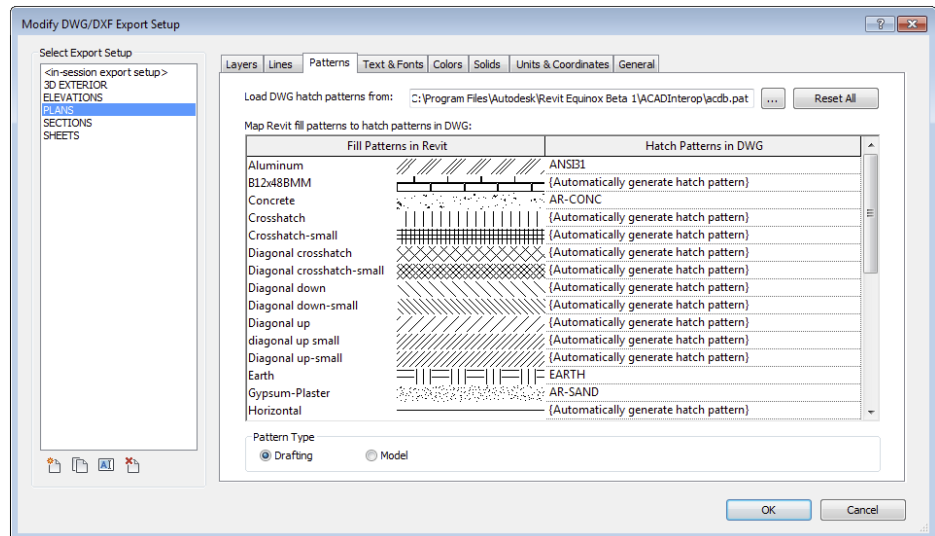 Modify DWG/DXF Export Setup
Select Export Setup
<in-session export setup>
3D EXTERIOR
ELEVATIONS
PLANS
SECTIONS
SHEETS
Layers Lines Patterns Text & Fonts Colors Solids Units & Coordinates General
Load DWG hatch patterns from: C:\Program Files\Autodesk\Revit Equinox Beta 1\ACADInterop\acdb.pat ... Reset All
Map Revit fill patterns to hatch patterns in DWG:
Fill Patterns in Revit Hatch Patterns in DWG
Aluminum ANSI31
B12x48BMM {Automatically generate hatch pattern}
Concrete AR-CONC
Crosshatch {Automatically generate hatch pattern}
Crosshatch-small {Automatically generate hatch pattern}
Diagonal crosshatch {Automatically generate hatch pattern}
Diagonal crosshatch-small {Automatically generate hatch pattern}
Diagonal down {Automatically generate hatch pattern}
Diagonal down-small {Automatically generate hatch pattern}
Diagonal up {Automatically generate hatch pattern}
diagonal up small {Automatically generate hatch pattern}
Diagonal up-small {Automatically generate hatch pattern}
Earth EARTH
Gypsum-Plaster AR-SAND
Horizontal {Automatically generate hatch pattern}
Pattern Type
Drafting Model
OK Cancel